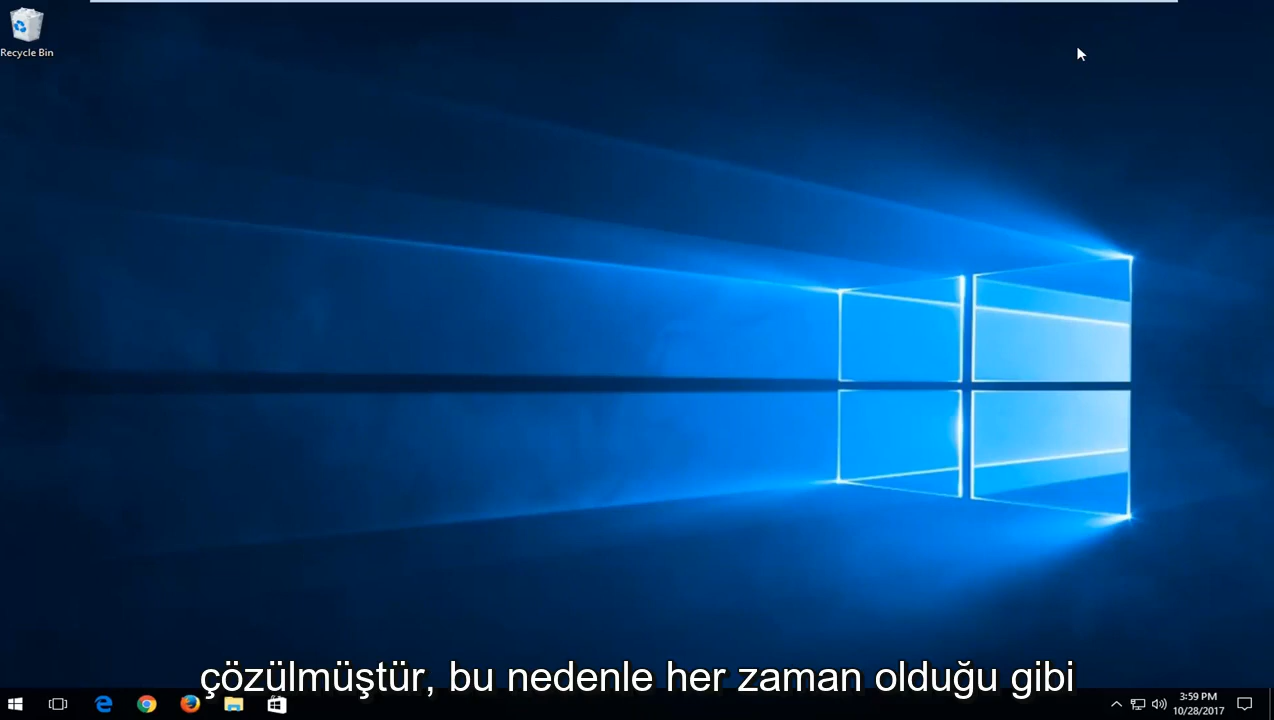 Recycle Bin
çözülmüştür, bu nedenle her zaman olduğu gibi
3:59 PM
10/28/2017